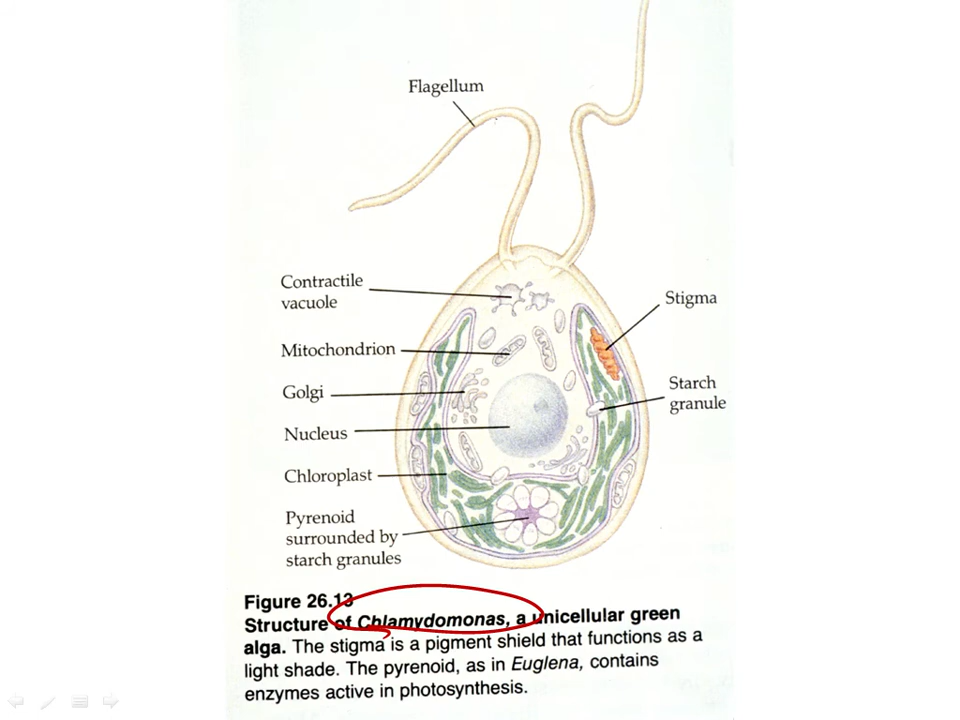 Flagellum
Contractile
vacuole
Stigma
Mitochondrion
Starch
granule
Golgi
Nucleus
Chloroplast
Pyrenoid
surrounded by
starch granules
Figure 26.13
Structure of Chlamydomonas, a unicellular green
alga. The stigma is a pigment shield that functions as a
light shade. The pyrenoid, as in Euglena, contains
enzymes active in photosynthesis.